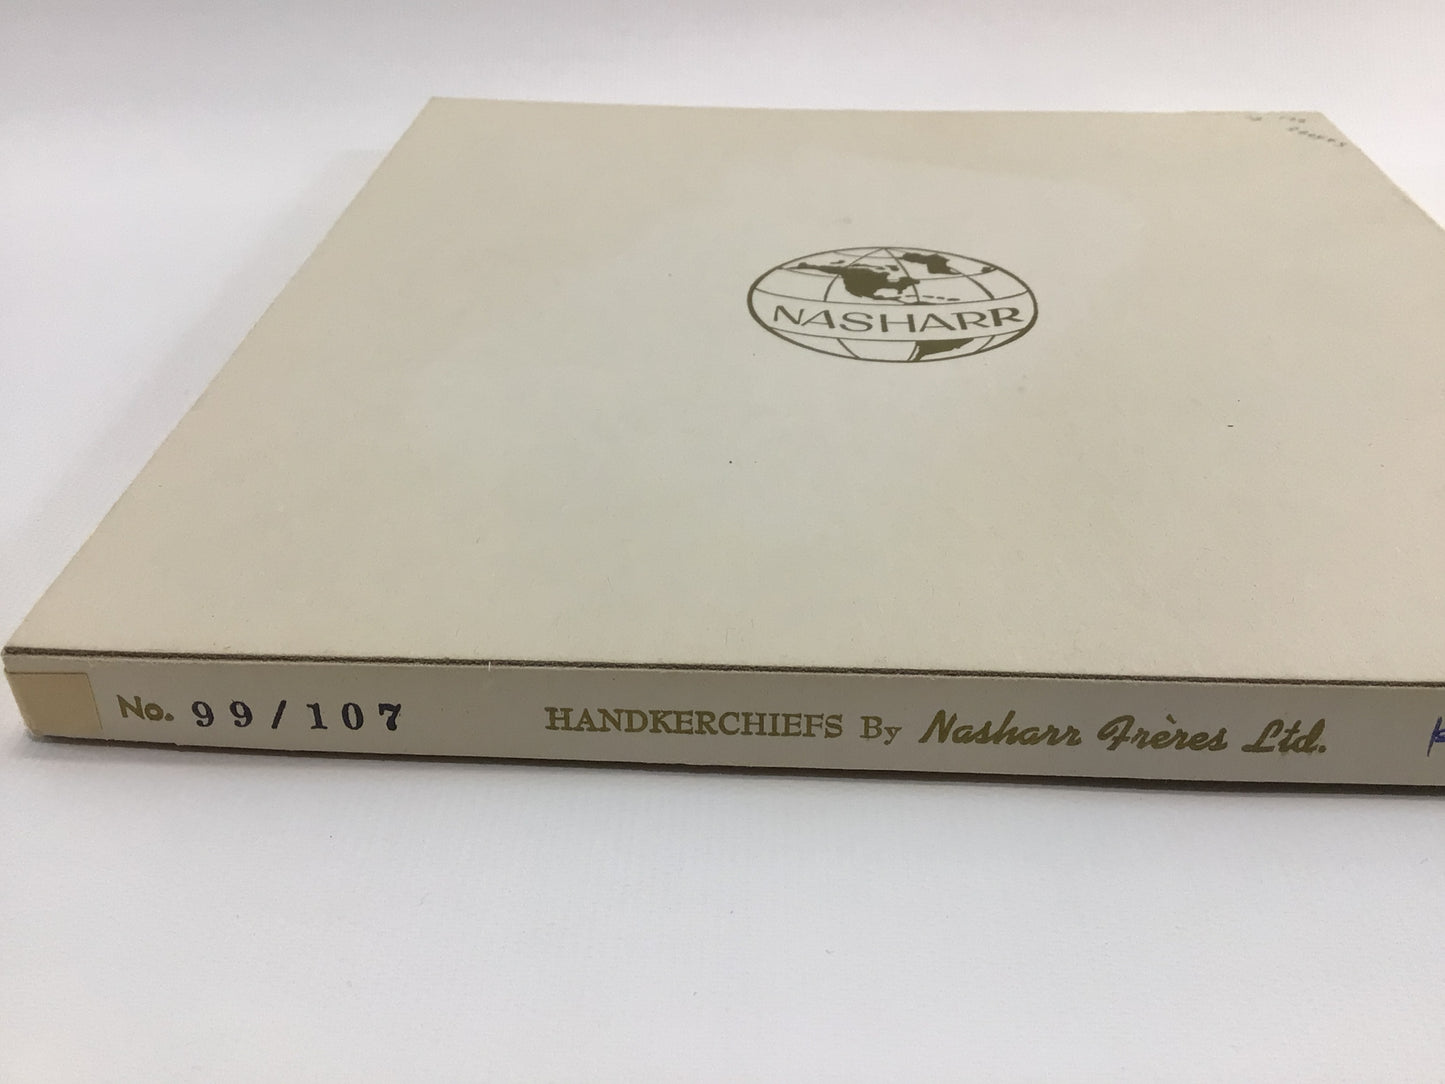 NASHARR
No. 99/107 HANDKERCHIEFS By Nasharr Frères Ltd.